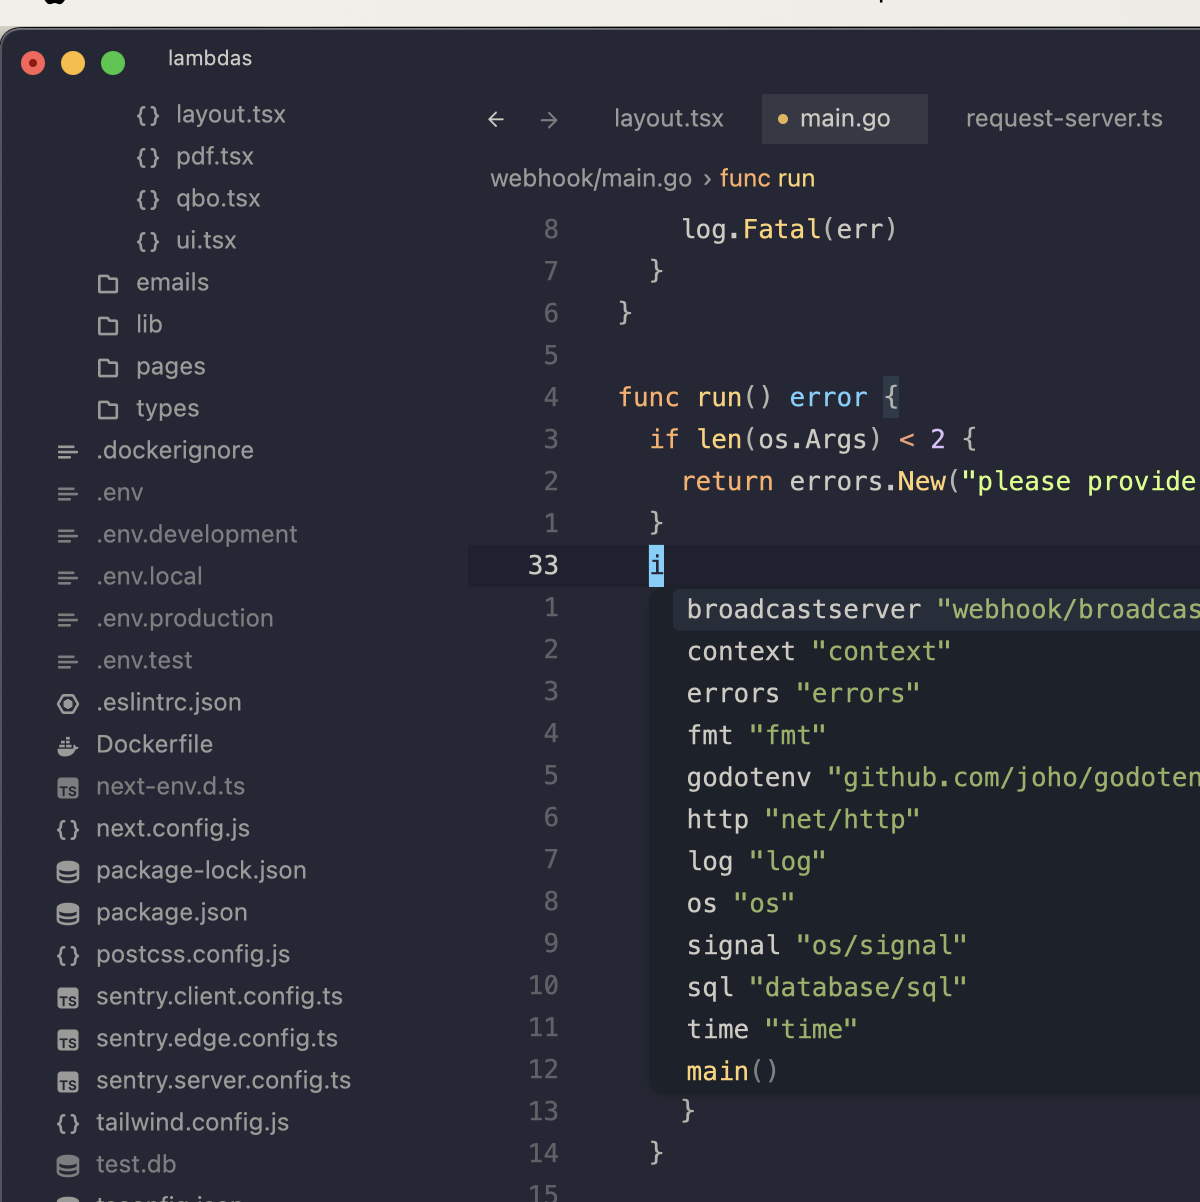 lambdas
layout.tsx
pdf.tsx
qbo.tsx
ui.tsx
emails
lib
pages
types
.dockerignore
.env
.env.development
.env.local
.env.production
.env.test
.eslintrc.json
Dockerfile
TS next-env.d.ts
next.config.js
package-lock.json
package.json
postcss.config.js
TS sentry.client.config.ts
TS sentry.edge.config.ts
TS sentry.server.config.ts
tailwind.config.js
test.db
layout.tsx main.go request-server.ts
webhook/main.go › func run
8 log.Fatal(err)
7 }
6 }
5
4 func run() error {
3 if len(os.Args) < 2 {
2 return errors.New("please provide
1 }
33 i
1 broadcastserver "webhook/broadcas
2 context "context"
3 errors "errors"
4 fmt "fmt"
5 godotenv "github.com/joho/godoten
6 http "net/http"
7 log "log"
8 os "os"
9 signal "os/signal"
10 sql "database/sql"
11 time "time"
12 main()
13 }
14 }
15